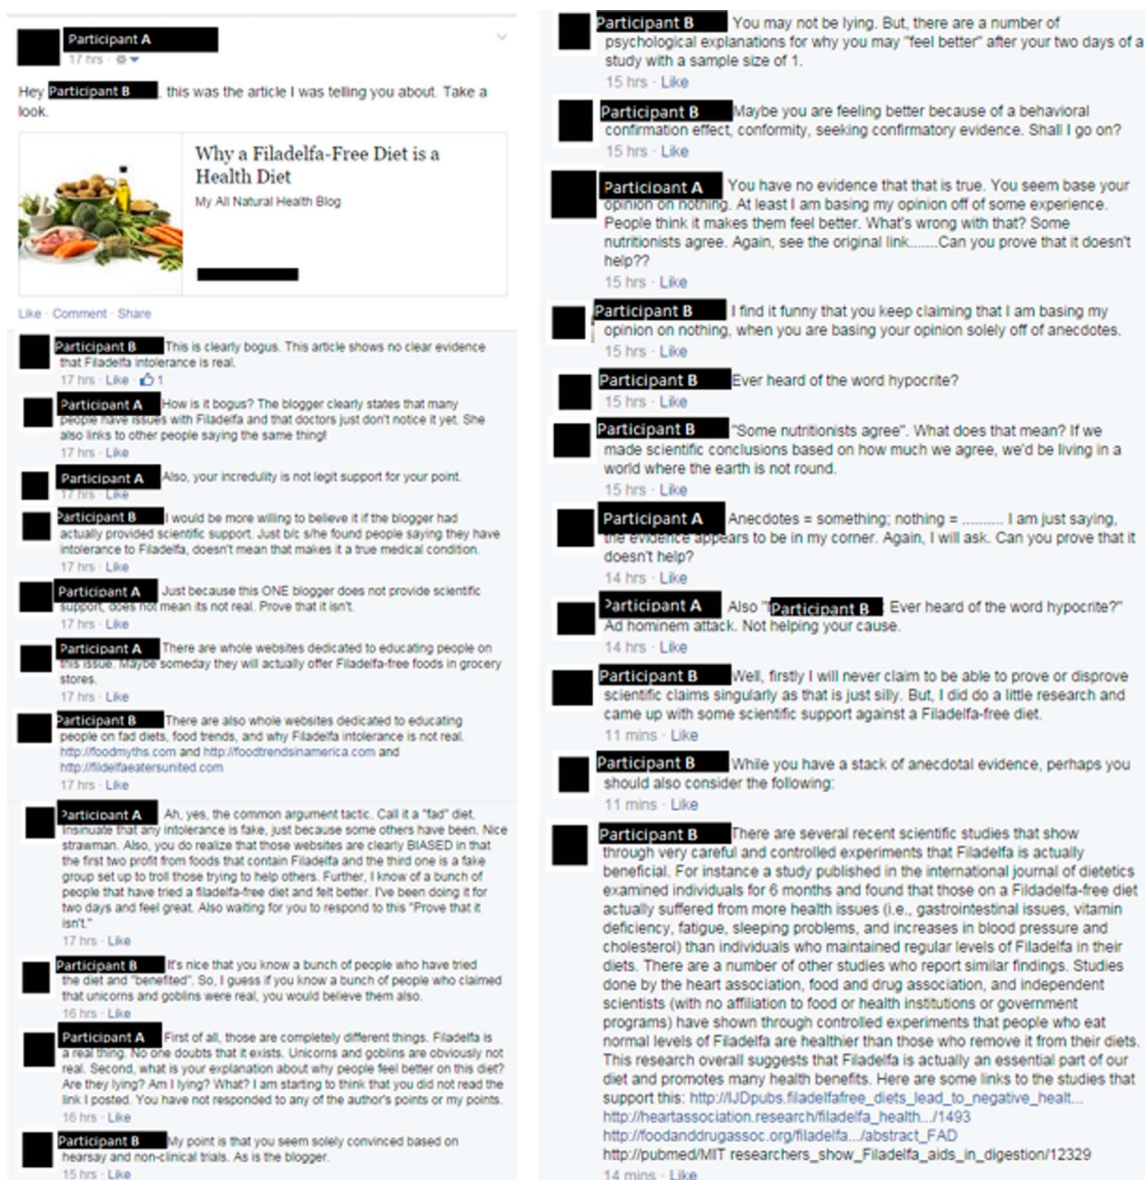 Participant A
17 hrs ·
Hey Participant B , this was the article I was telling you about. Take a
look.
Why a Filadelfa-Free Diet is a
Health Diet
My All Natural Health Blog
Like · Comment · Share
Participant B This is clearly bogus. This article shows no clear evidence
that Filadelfa intolerance is real.
17 hrs · Like · 1
Participant A How is it bogus? The blogger clearly states that many
people have issues with Filadelfa and that doctors just don't notice it yet. She
also links to other people saying the same thing!
17 hrs · Like
Participant A Also, your incredulity is not legit support for your point.
17 hrs · Like
Participant B I would be more willing to believe it if the blogger had
actually provided scientific support. Just b/c s/he found people saying they have
intolerance to Filadelfa, doesn't mean that makes it a true medical condition.
17 hrs · Like
Participant A Just because this ONE blogger does not provide scientific
support, does not mean its not real. Prove that it isn't.
17 hrs · Like
Participant A There are whole websites dedicated to educating people on
this issue. Maybe someday they will actually offer Filadelfa-free foods in grocery
stores.
17 hrs · Like
Participant B There are also whole websites dedicated to educating
people on fad diets, food trends, and why Filadelfa intolerance is not real.
http://foodmyths.com and http://foodtrendsinamerica.com and
http://fildelfaeatersunited.com
17 hrs · Like
Participant A Ah, yes, the common argument tactic. Call it a "fad" diet.
Insinuate that any intolerance is fake, just because some others have been. Nice
strawman. Also, you do realize that those websites are clearly BIASED in that
the first two profit from foods that contain Filadelfa and the third one is a fake
group set up to troll those trying to help others. Further, I know of a bunch of
people that have tried a filadelfa-free diet and felt better. I've been doing it for
two days and feel great. Also waiting for you to respond to this "Prove that it
isn't."
17 hrs · Like
Participant B It's nice that you know a bunch of people who have tried
the diet and "benefited". So, I guess if you know a bunch of people who claimed
that unicorns and goblins were real, you would believe them also.
16 hrs · Like
Participant A First of all, those are completely different things. Filadelfa is
a real thing. No one doubts that it exists. Unicorns and goblins are obviously not
real. Second, what is your explanation about why people feel better on this diet?
Are they lying? Am I lying? What? I am starting to think that you did not read the
link I posted. You have not responded to any of the author's points or my points.
16 hrs · Like
Participant B My point is that you seem solely convinced based on
hearsay and non-clinical trials. As is the blogger.
15 hrs · Like
Participant B You may not be lying. But, there are a number of
psychological explanations for why you may "feel better" after your two days of a
study with a sample size of 1.
15 hrs · Like
Participant B Maybe you are feeling better because of a behavioral
confirmation effect, conformity, seeking confirmatory evidence. Shall I go on?
15 hrs · Like
Participant A You have no evidence that that is true. You seem base your
opinion on nothing. At least I am basing my opinion off of some experience.
People think it makes them feel better. What's wrong with that? Some
nutritionists agree. Again, see the original link.......Can you prove that it doesn't
help??
15 hrs · Like
Participant B I find it funny that you keep claiming that I am basing my
opinion on nothing, when you are basing your opinion solely off of anecdotes.
15 hrs · Like
Participant B Ever heard of the word hypocrite?
15 hrs · Like
Participant B "Some nutritionists agree". What does that mean? If we
made scientific conclusions based on how much we agree, we'd be living in a
world where the earth is not round.
15 hrs · Like
Participant A Anecdotes = something; nothing = .......... I am just saying,
the evidence appears to be in my corner. Again, I will ask. Can you prove that it
doesn't help?
14 hrs · Like
Participant A Also " Participant B : Ever heard of the word hypocrite?"
Ad hominem attack. Not helping your cause.
14 hrs · Like
Participant B Well, firstly I will never claim to be able to prove or disprove
scientific claims singularly as that is just silly. But, I did do a little research and
came up with some scientific support against a Filadelfa-free diet.
11 mins · Like
Participant B While you have a stack of anecdotal evidence, perhaps you
should also consider the following:
11 mins · Like
Participant B There are several recent scientific studies that show
through very careful and controlled experiments that Filadelfa is actually
beneficial. For instance a study published in the international journal of dietetics
examined individuals for 6 months and found that those on a Fildadelfa-free diet
actually suffered from more health issues (i.e., gastrointestinal issues, vitamin
deficiency, fatigue, sleeping problems, and increases in blood pressure and
cholesterol) than individuals who maintained regular levels of Filadelfa in their
diets. There are a number of other studies who report similar findings. Studies
done by the heart association, food and drug association, and independent
scientists (with no affiliation to food or health institutions or government
programs) have shown through controlled experiments that people who eat
normal levels of Filadelfa are healthier than those who remove it from their diets.
This research overall suggests that Filadelfa is actually an essential part of our
diet and promotes many health benefits. Here are some links to the studies that
support this: http://IJDpubs.filadelfafree_diets_lead_to_negative_healt...
http://heartassociation.research/filadelfa_health.../1493
http://foodanddrugassoc.org/filadelfa.../abstract_FAD
http://pubmed/MIT researchers_show_Filadelfa_aids_in_digestion/12329
14 mins · Like